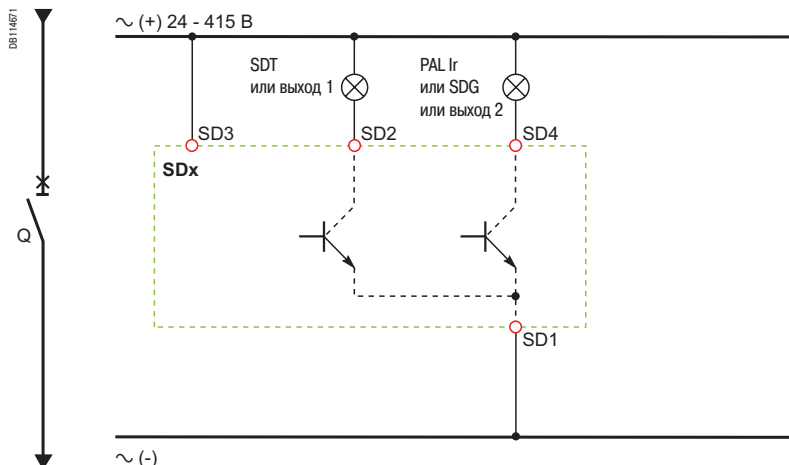 DB114671
∼ (+) 24 - 415 В
SDT
или выход 1
PAL Ir
или SDG
или выход 2
SD3
SD2
SD4
SDx
Q
SD1
∼ (-)